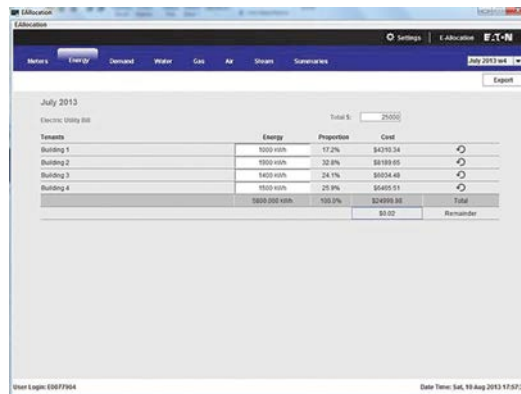 EAllocation
EAllocation
Settings | E-Allocation EATON
Meters Energy Demand Water Gas Air Steam Summaries July 2013 w4
Export
July 2013
Electric Utility Bill Total $: 25000
Tenants Energy Proportion Cost
Building 1 1000 kWh 17.2% $4310.34
Building 2 1900 kWh 32.8% $8189.65
Building 3 1400 kWh 24.1% $6034.48
Building 4 1500 kWh 25.9% $6465.51
5800.000 kWh 100.0% $24999.98 Total
$0.02 Remainder
User Login: E0077904 Date Time: Sat, 10 Aug 2013 17:57: